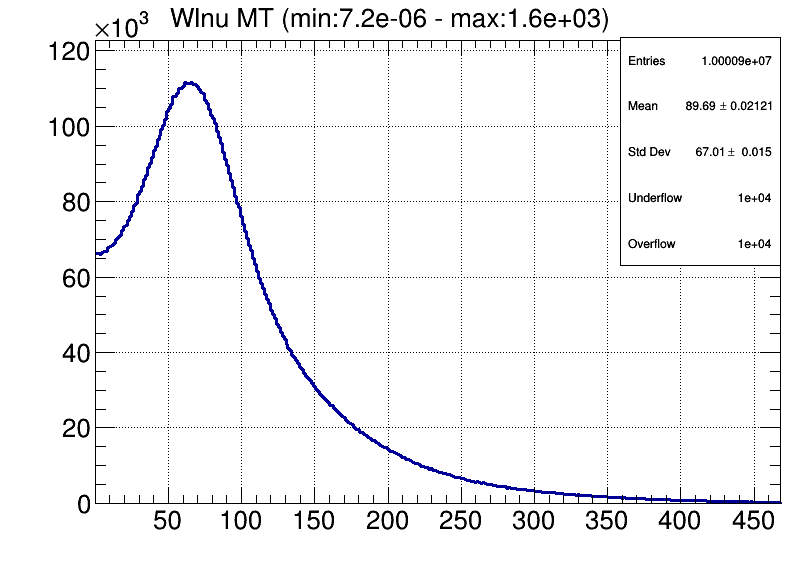 ×10³ Wlnu MT (min:7.2e-06 - max:1.6e+03)
Entries 1.00009e+07
Mean 89.69 ± 0.02121
Std Dev 67.01 ± 0.015
Underflow 1e+04
Overflow 1e+04
120
100
80
60
40
20
0
50 100 150 200 250 300 350 400 450